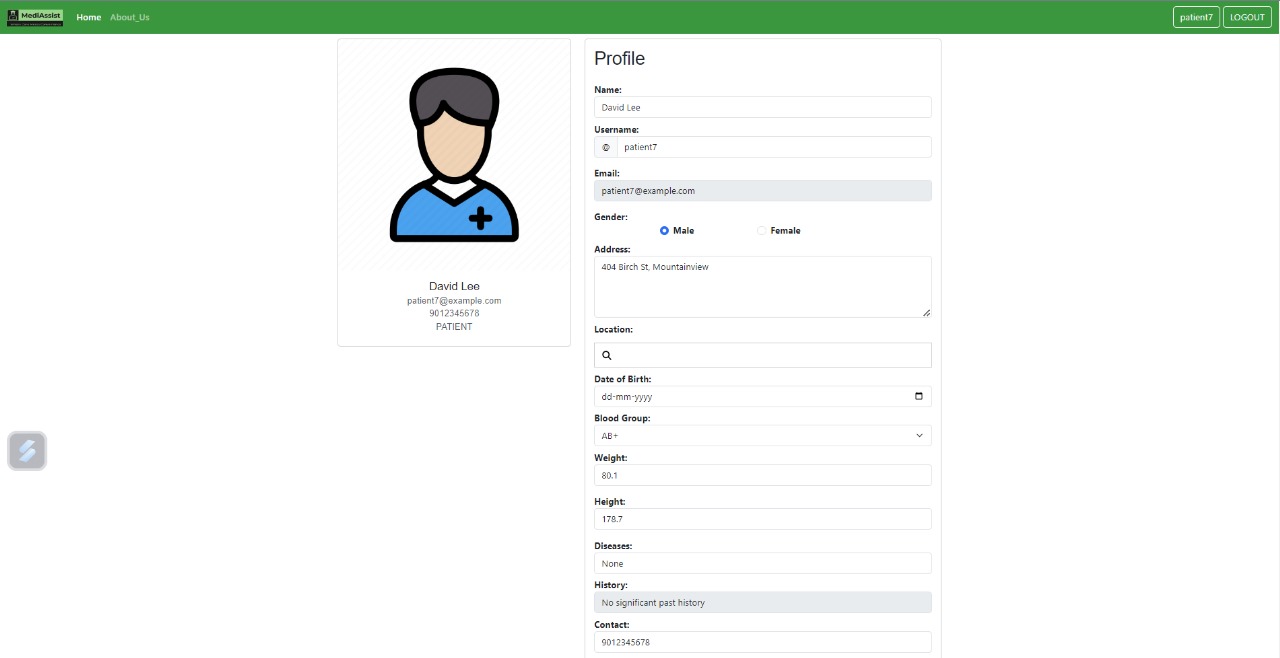 MediAssist
Home About_Us
patient7 LOGOUT
David Lee
patient7@example.com
9012345678
PATIENT
Profile
Name:
David Lee
Username:
@ patient7
Email:
patient7@example.com
Gender:
Male Female
Address:
404 Birch St, Mountainview
Location:
Date of Birth:
dd-mm-yyyy
Blood Group:
AB+
Weight:
80.1
Height:
178.7
Diseases:
None
History:
No significant past history
Contact:
9012345678